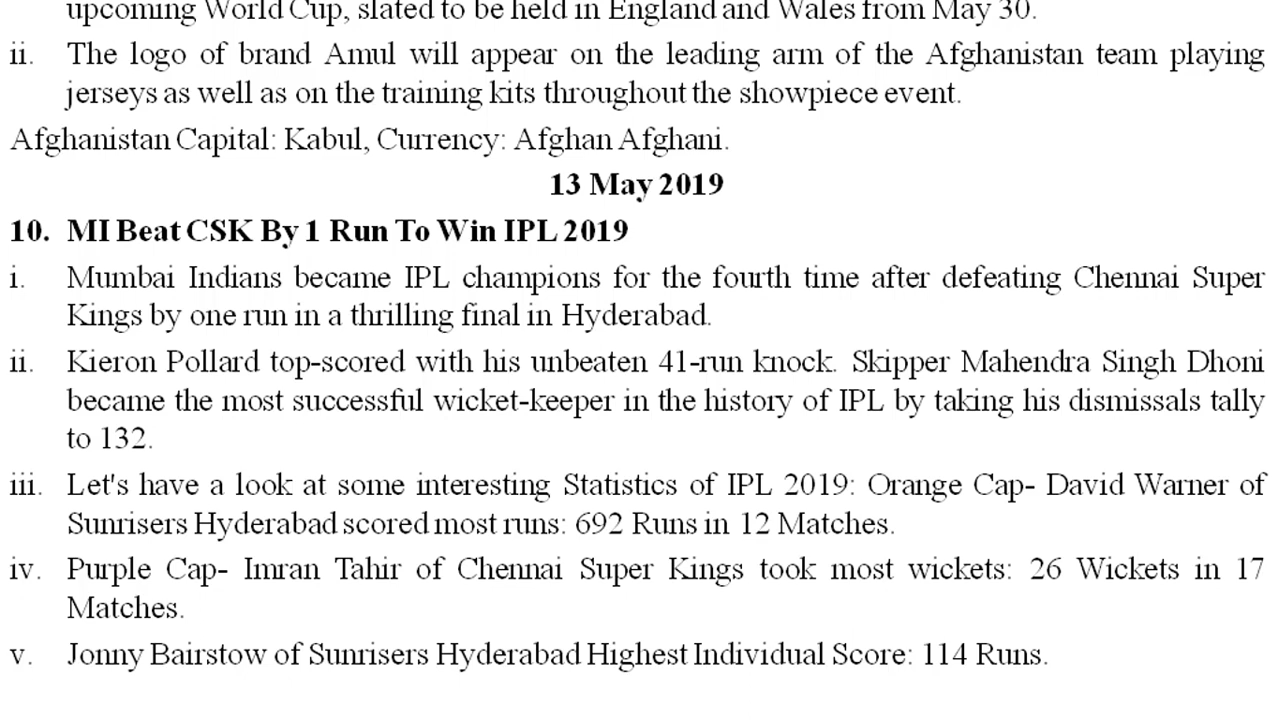 upcoming World Cup, slated to be held in England and Wales from May 30.
ii. The logo of brand Amul will appear on the leading arm of the Afghanistan team playing
jerseys as well as on the training kits throughout the showpiece event.
Afghanistan Capital: Kabul, Currency: Afghan Afghani.
13 May 2019
10. MI Beat CSK By 1 Run To Win IPL 2019
i. Mumbai Indians became IPL champions for the fourth time after defeating Chennai Super
Kings by one run in a thrilling final in Hyderabad.
ii. Kieron Pollard top-scored with his unbeaten 41-run knock. Skipper Mahendra Singh Dhoni
became the most successful wicket-keeper in the history of IPL by taking his dismissals tally
to 132.
iii. Let's have a look at some interesting Statistics of IPL 2019: Orange Cap- David Warner of
Sunrisers Hyderabad scored most runs: 692 Runs in 12 Matches.
iv. Purple Cap- Imran Tahir of Chennai Super Kings took most wickets: 26 Wickets in 17
Matches.
v. Jonny Bairstow of Sunrisers Hyderabad Highest Individual Score: 114 Runs.